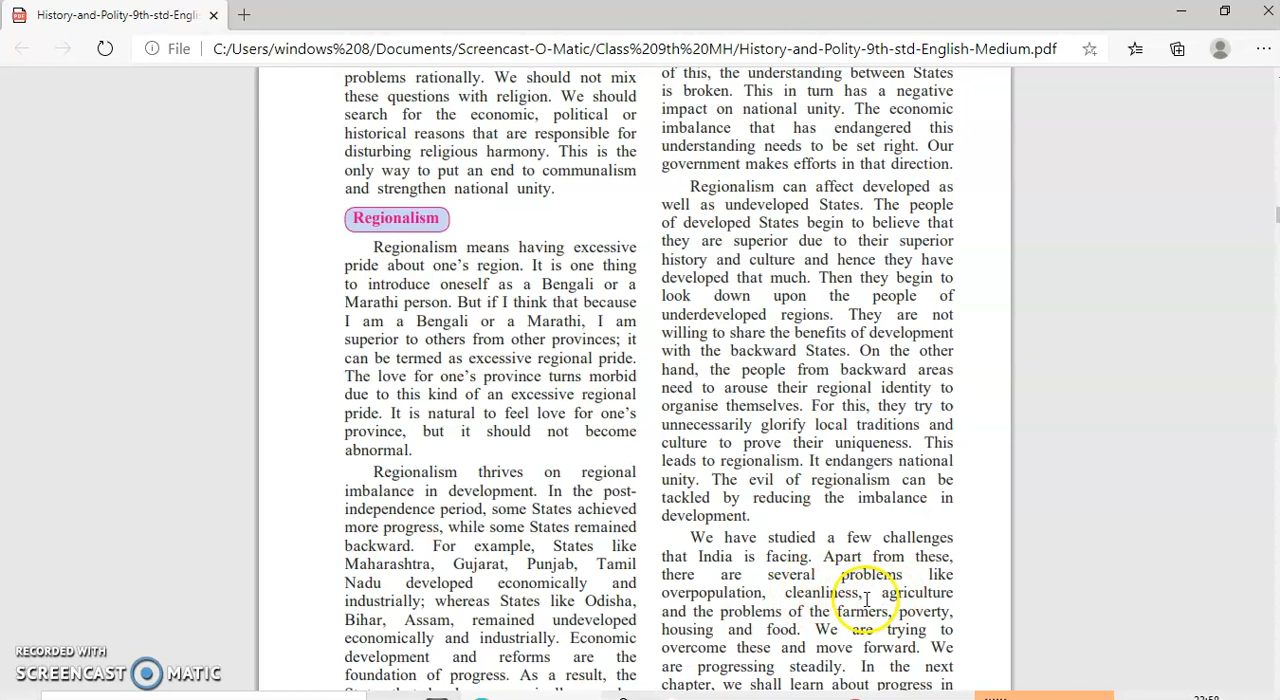 History-and-Polity-9th-std-Engli
File
C:/Users/windows%208/Documents/Screencast-O-Matic/Class%209th%20MH/History-and-Polity-9th-std-English-Medium.pdf
problems rationally. We should not mix
these questions with religion. We should
search for the economic, political or
historical reasons that are responsible for
disturbing religious harmony. This is the
only way to put an end to communalism
and strengthen national unity.
Regionalism
Regionalism means having excessive
pride about one's region. It is one thing
to introduce oneself as a Bengali or a
Marathi person. But if I think that because
I am a Bengali or a Marathi, I am
superior to others from other provinces; it
can be termed as excessive regional pride.
The love for one's province turns morbid
due to this kind of an excessive regional
pride. It is natural to feel love for one's
province, but it should not become
abnormal.
Regionalism thrives on regional
imbalance in development. In the post-
independence period, some States achieved
more progress, while some States remained
backward. For example, States like
Maharashtra, Gujarat, Punjab, Tamil
Nadu developed economically and
industrially; whereas States like Odisha,
Bihar, Assam, remained undeveloped
economically and industrially. Economic
development and reforms are the
foundation of progress. As a result, the
of this, the understanding between States
is broken. This in turn has a negative
impact on national unity. The economic
imbalance that has endangered this
understanding needs to be set right. Our
government makes efforts in that direction.
Regionalism can affect developed as
well as undeveloped States. The people
of developed States begin to believe that
they are superior due to their superior
history and culture and hence they have
developed that much. Then they begin to
look down upon the people of
underdeveloped regions. They are not
willing to share the benefits of development
with the backward States. On the other
hand, the people from backward areas
need to arouse their regional identity to
organise themselves. For this, they try to
unnecessarily glorify local traditions and
culture to prove their uniqueness. This
leads to regionalism. It endangers national
unity. The evil of regionalism can be
tackled by reducing the imbalance in
development.
We have studied a few challenges
that India is facing. Apart from these,
there are several problems like
overpopulation, cleanliness, agriculture
and the problems of the farmers, poverty,
housing and food. We are trying to
overcome these and move forward. We
are progressing steadily. In the next
chapter, we shall learn about progress in
RECORDED WITH
SCREENCAST MATIC